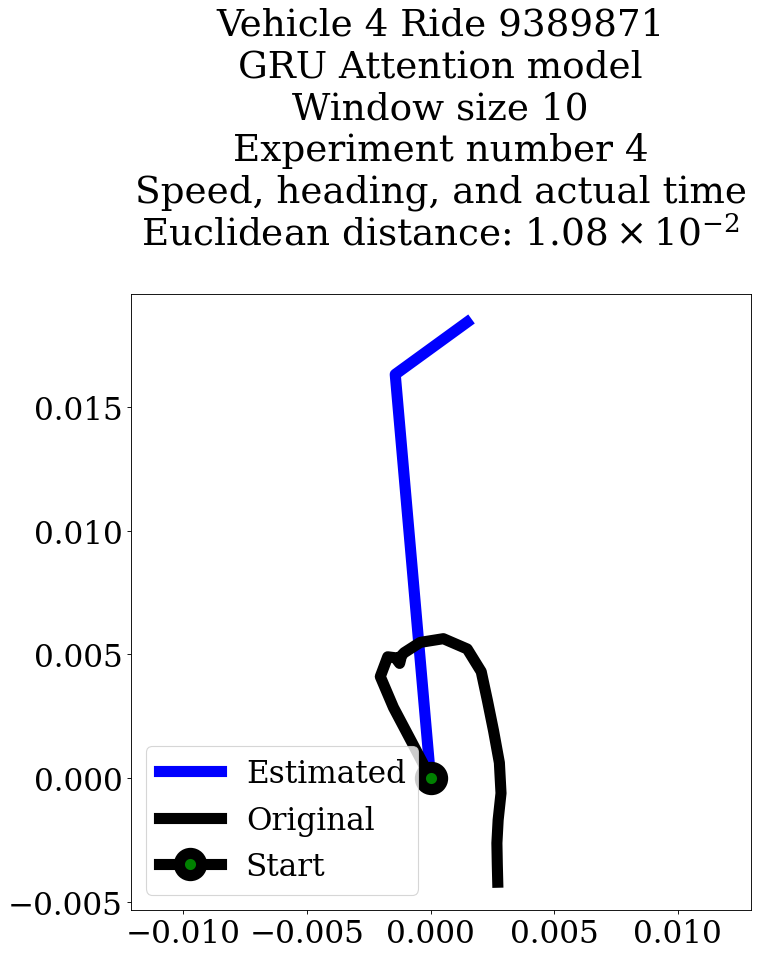 Vehicle 4 Ride 9389871
GRU Attention model
Window size 10
Experiment number 4
Speed, heading, and actual time
Euclidean distance: 1.08 × 10⁻²
0.015
0.010
0.005
0.000
−0.005
Estimated
Original
Start
−0.010 −0.005 0.000 0.005 0.010